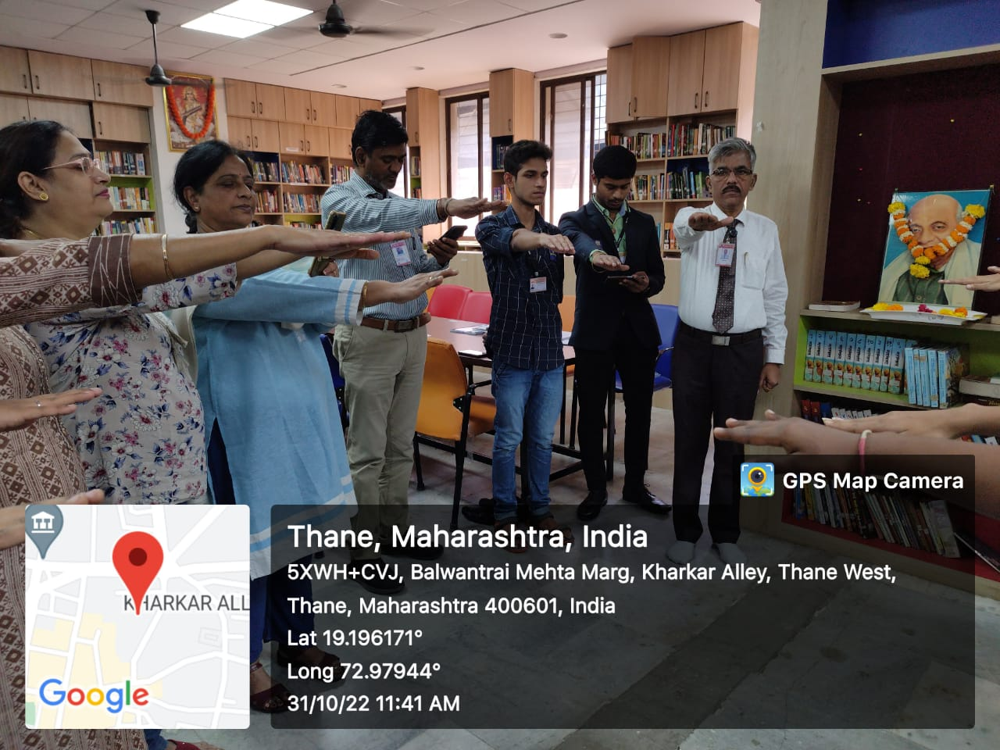 GPS Map Camera
Thane, Maharashtra, India
5XWH+CVJ, Balwantrai Mehta Marg, Kharkar Alley, Thane West,
Thane, Maharashtra 400601, India
Lat 19.196171°
Long 72.97944°
31/10/22 11:41 AM
KHARKAR ALL
Google